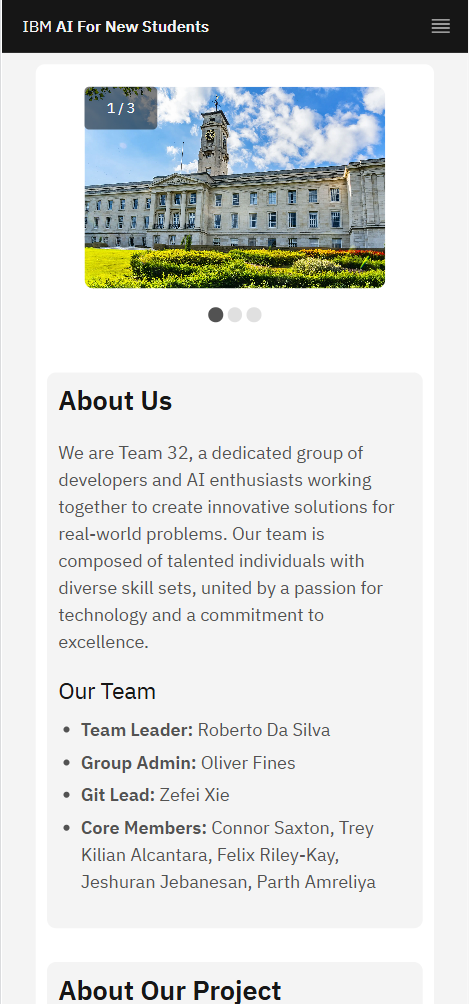 IBM AI For New Students
1 / 3
About Us
We are Team 32, a dedicated group of
developers and AI enthusiasts working
together to create innovative solutions for
real-world problems. Our team is
composed of talented individuals with
diverse skill sets, united by a passion for
technology and a commitment to
excellence.
Our Team
• Team Leader: Roberto Da Silva
• Group Admin: Oliver Fines
• Git Lead: Zefei Xie
• Core Members: Connor Saxton, Trey
Kilian Alcantara, Felix Riley-Kay,
Jeshuran Jebanesan, Parth Amreliya
About Our Project